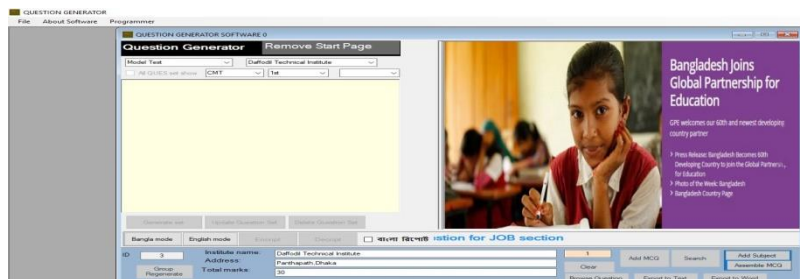 QUESTION GENERATOR
File About Software Programmer
QUESTION GENERATOR SOFTWARE 0
Question Generator Remove Start Page
Model Test Daffodil Technical Institute
All QUES set show CMT 1st
Bangladesh Joins
Global Partnership for
Education
GPE welcomes our 60th and newest developing
country partner
Press Release: Bangladesh Becomes 60th
Developing Country to Join the Global
for Education
Photo of the Week: Bangladesh
Bangladesh Country Page
Generate set Update Question Set Delete Question Set
Bangla mode English mode বাংলা রিপোর্ট stion for JOB section
ID 3 Institute name: Daffodil Technical Institute
Address: Panthapath,Dhaka
Total marks: 30
Group
Regenerate
1 Add MCQ Search Add Subject
Clear Assemble MCQ
Browse Question Export to Text Export to Word